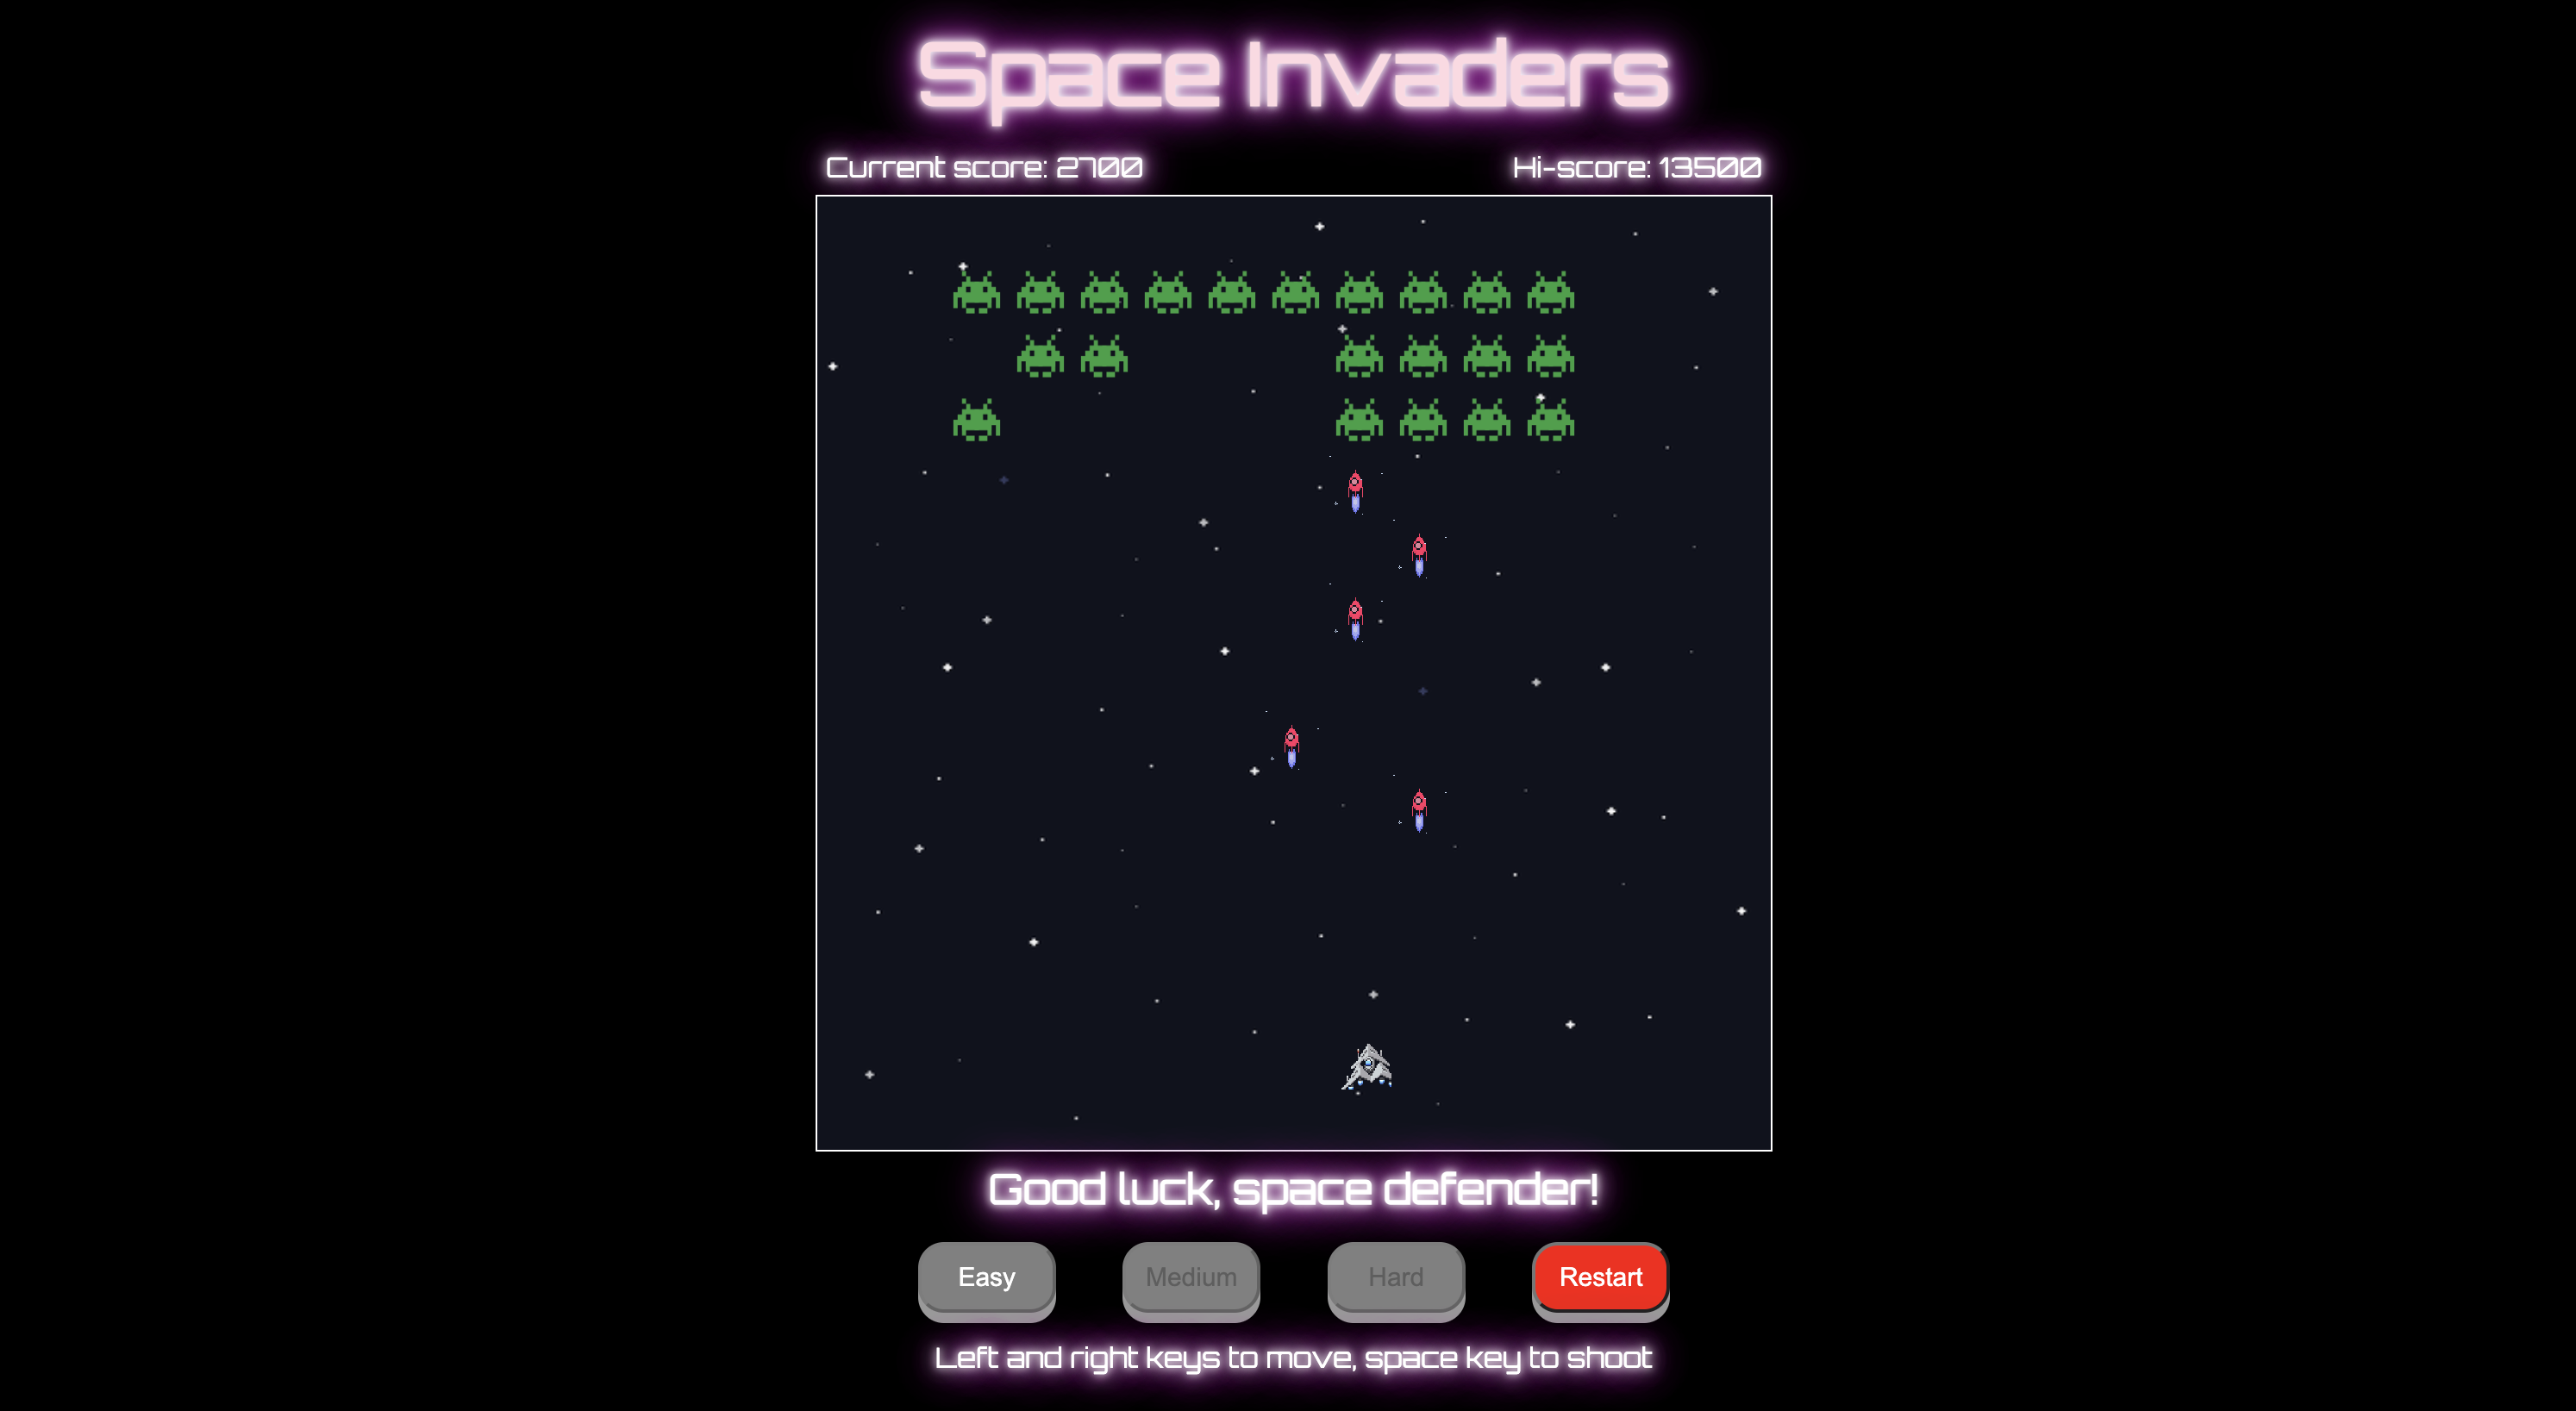 Space Invaders
Current score: 2700 Hi-score: 13500
Good luck, space defender!
Easy Medium Hard Restart
Left and right keys to move, space key to shoot